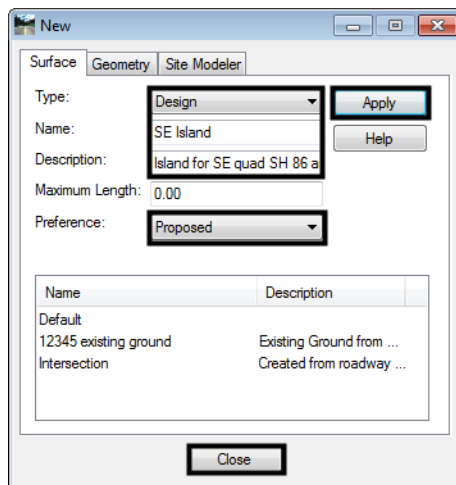 New
Surface Geometry Site Modeler
Type: Design Apply
Name: SE Island Help
Description: Island for SE quad SH 86 a
Maximum Length: 0.00
Preference: Proposed
Name Description
Default
12345 existing ground Existing Ground from ...
Intersection Created from roadway ...
Close